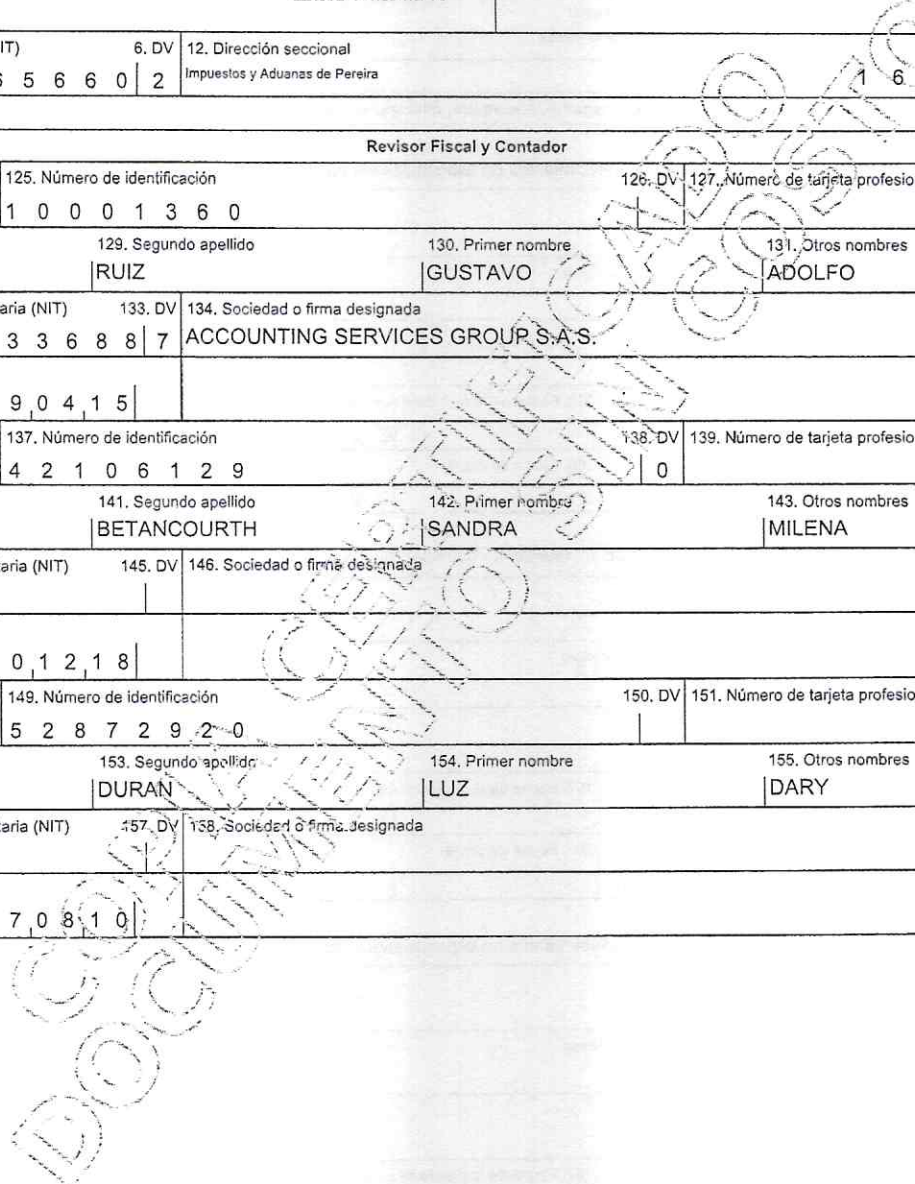 IT) 6. DV 12. Dirección seccional
5 6 6 0 2 Impuestos y Aduanas de Pereira 1 6
Revisor Fiscal y Contador
125. Número de identificación 126. DV 127. Número de tarjeta profesio
1 0 0 0 1 3 6 0
129. Segundo apellido 130. Primer nombre 131. Otros nombres
RUIZ GUSTAVO ADOLFO
aria (NIT) 133. DV 134. Sociedad o firma designada
3 3 6 8 8 7 ACCOUNTING SERVICES GROUP S.A.S.
9 0 4 1 5
137. Número de identificación 138. DV 139. Número de tarjeta profesio
4 2 1 0 6 1 2 9 0
141. Segundo apellido 142. Primer nombre 143. Otros nombres
BETANCOURTH SANDRA MILENA
aria (NIT) 145. DV 146. Sociedad o firma designada
0 1 2 1 8
149. Número de identificación 150. DV 151. Número de tarjeta profesio
5 2 8 7 2 9 2 0
153. Segundo apellido 154. Primer nombre 155. Otros nombres
DURAN LUZ DARY
aria (NIT) 157. DV 158. Sociedad o firma designada
7 0 8 1 0
COPIA CERTIFICADO
DOCUMENTO SIN COSTO